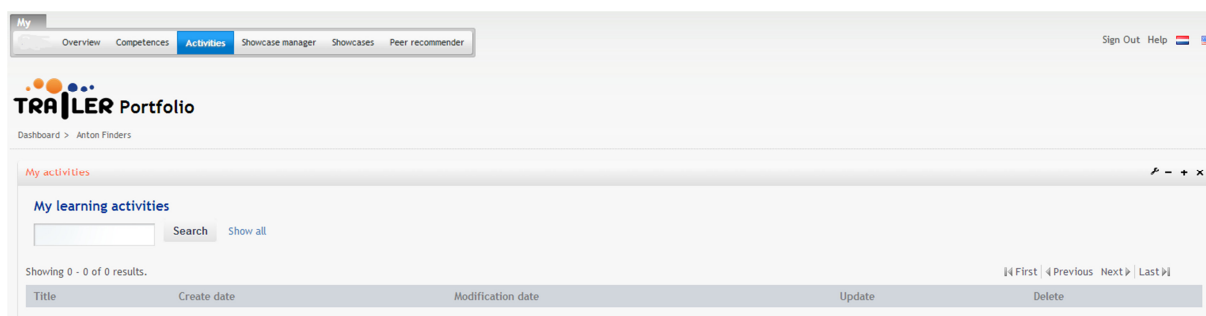 My
Overview Competences Activities Showcase manager Showcases Peer recommender
Sign Out Help
TRAILER Portfolio
Dashboard > Anton Finders
My activities
My learning activities
Search Show all
Showing 0 - 0 of 0 results.
First Previous Next Last
Title Create date Modification date Update Delete